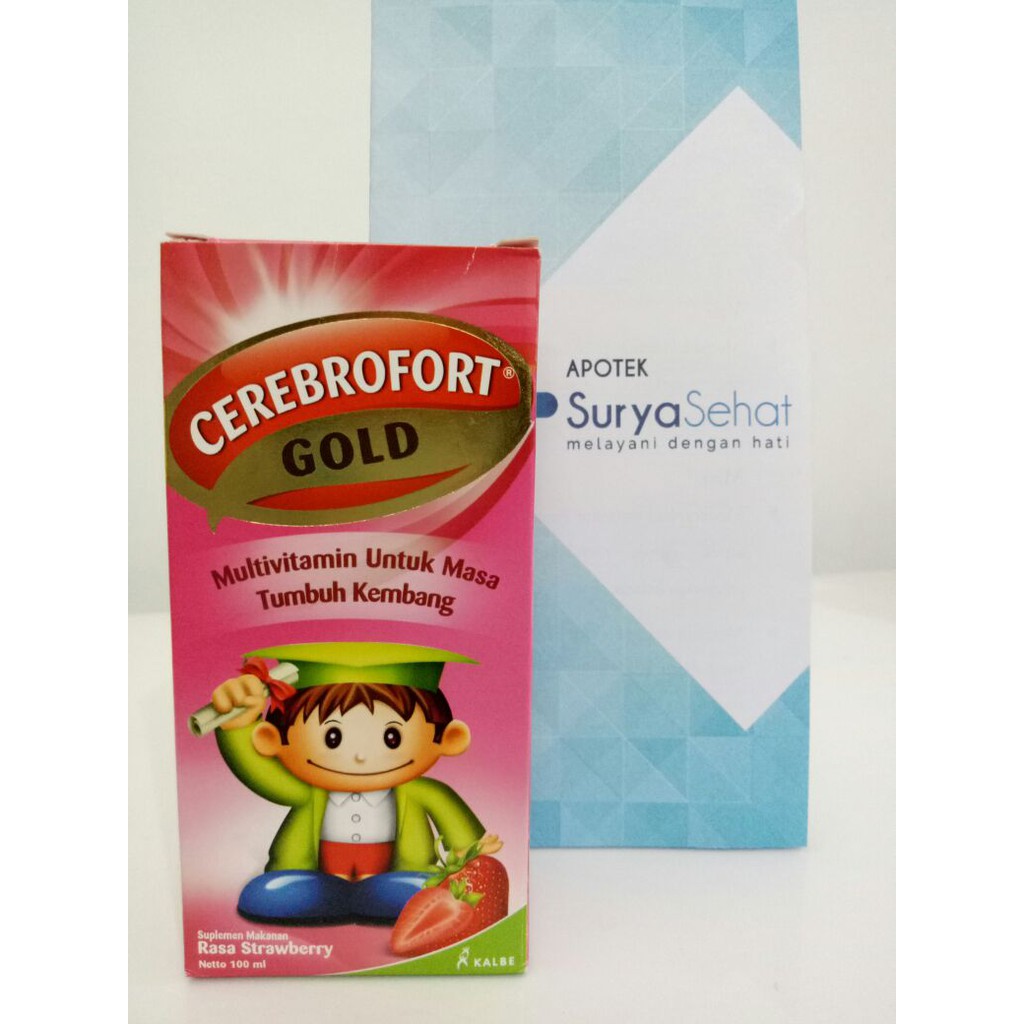 CEREBROFORT®
GOLD
Multivitamin Untuk Masa
Tumbuh Kembang
Suplemen Makanan
Rasa Strawberry
Netto 100 ml
KALBE
APOTEK
SuryaSehat
melayani dengan hati